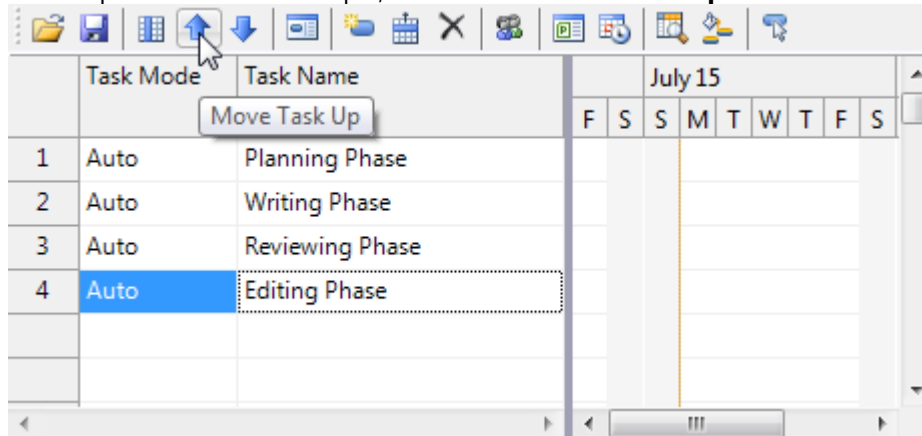 Task Mode Task Name July 15
Move Task Up
F S S M T W T F S
1 Auto Planning Phase
2 Auto Writing Phase
3 Auto Reviewing Phase
4 Auto Editing Phase